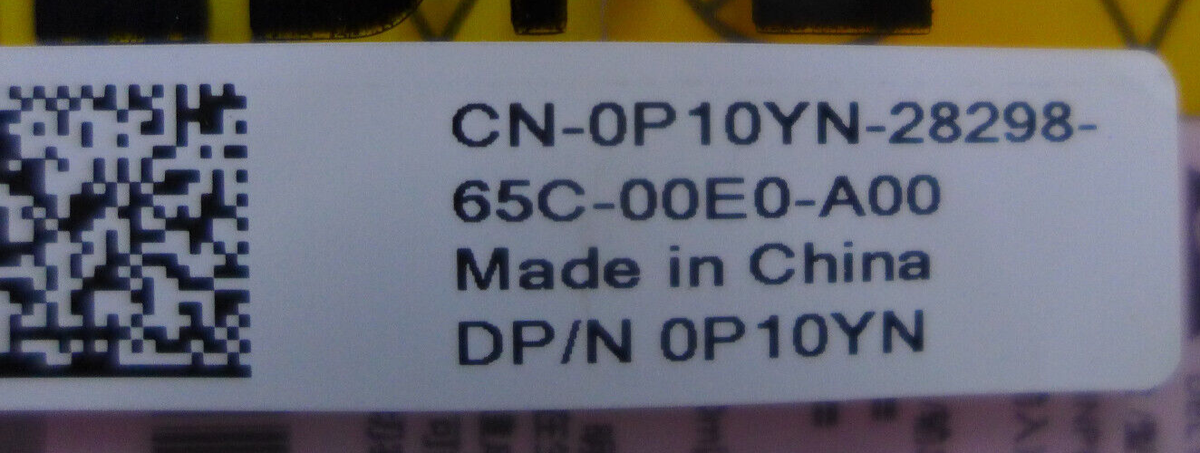 CN-0P10YN-28298-
65C-00E0-A00
Made in China
DP/N 0P10YN